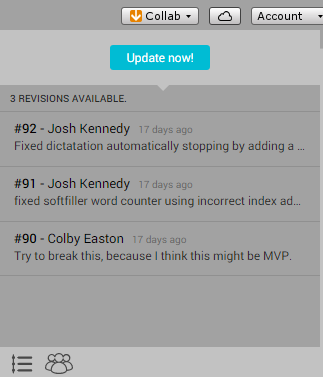 Collab Account
Update now!
3 REVISIONS AVAILABLE.
#92 - Josh Kennedy 17 days ago
Fixed dictatation automatically stopping by adding a ...
#91 - Josh Kennedy 17 days ago
fixed softfiller word counter using incorrect index ad...
#90 - Colby Easton 17 days ago
Try to break this, because I think this might be MVP.